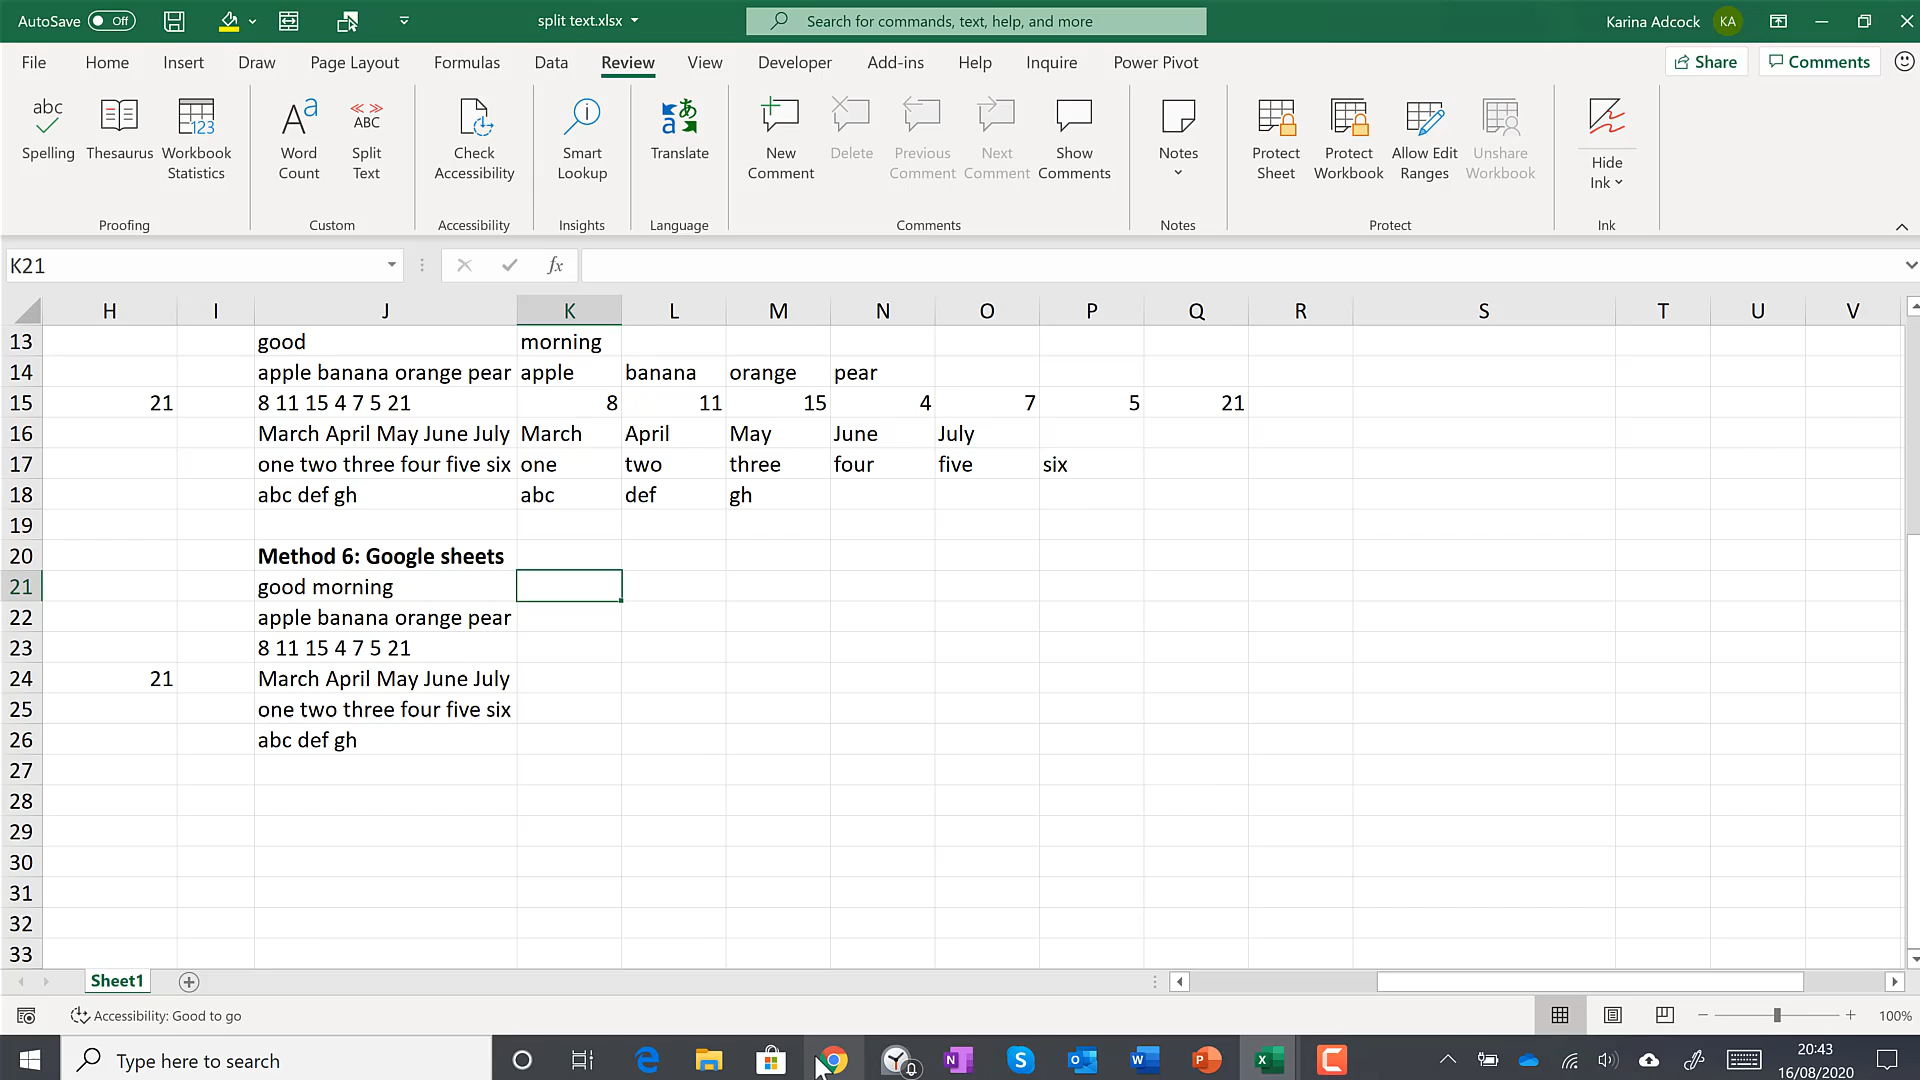 AutoSave Off split text.xlsx Search for commands, text, help, and more Karina Adcock KA
File Home Insert Draw Page Layout Formulas Data Review View Developer Add-ins Help Inquire Power Pivot Share Comments
abc Spelling
Thesaurus
123 Workbook Statistics
Word Count
ABC Split Text
Check Accessibility
Smart Lookup
Translate
New Comment
Delete
Previous Comment
Next Comment
Show Comments
Notes
Protect Sheet
Protect Workbook
Allow Edit Ranges
Unshare Workbook
Hide Ink
Proofing Custom Accessibility Insights Language Comments Notes Protect Ink
K21 fx
H I J K L M N O P Q R S T U V
13 good morning
14 apple banana orange pear apple banana orange pear
15 21 8 11 15 4 7 5 21 8 11 15 4 7 5 21
16 March April May June July March April May June July
17 one two three four five six one two three four five six
18 abc def gh abc def gh
19
20 Method 6: Google sheets
21 good morning
22 apple banana orange pear
23 8 11 15 4 7 5 21
24 21 March April May June July
25 one two three four five six
26 abc def gh
27
28
29
30
31
32
33
Sheet1
Accessibility: Good to go 100%
Type here to search 20:43
16/08/2020